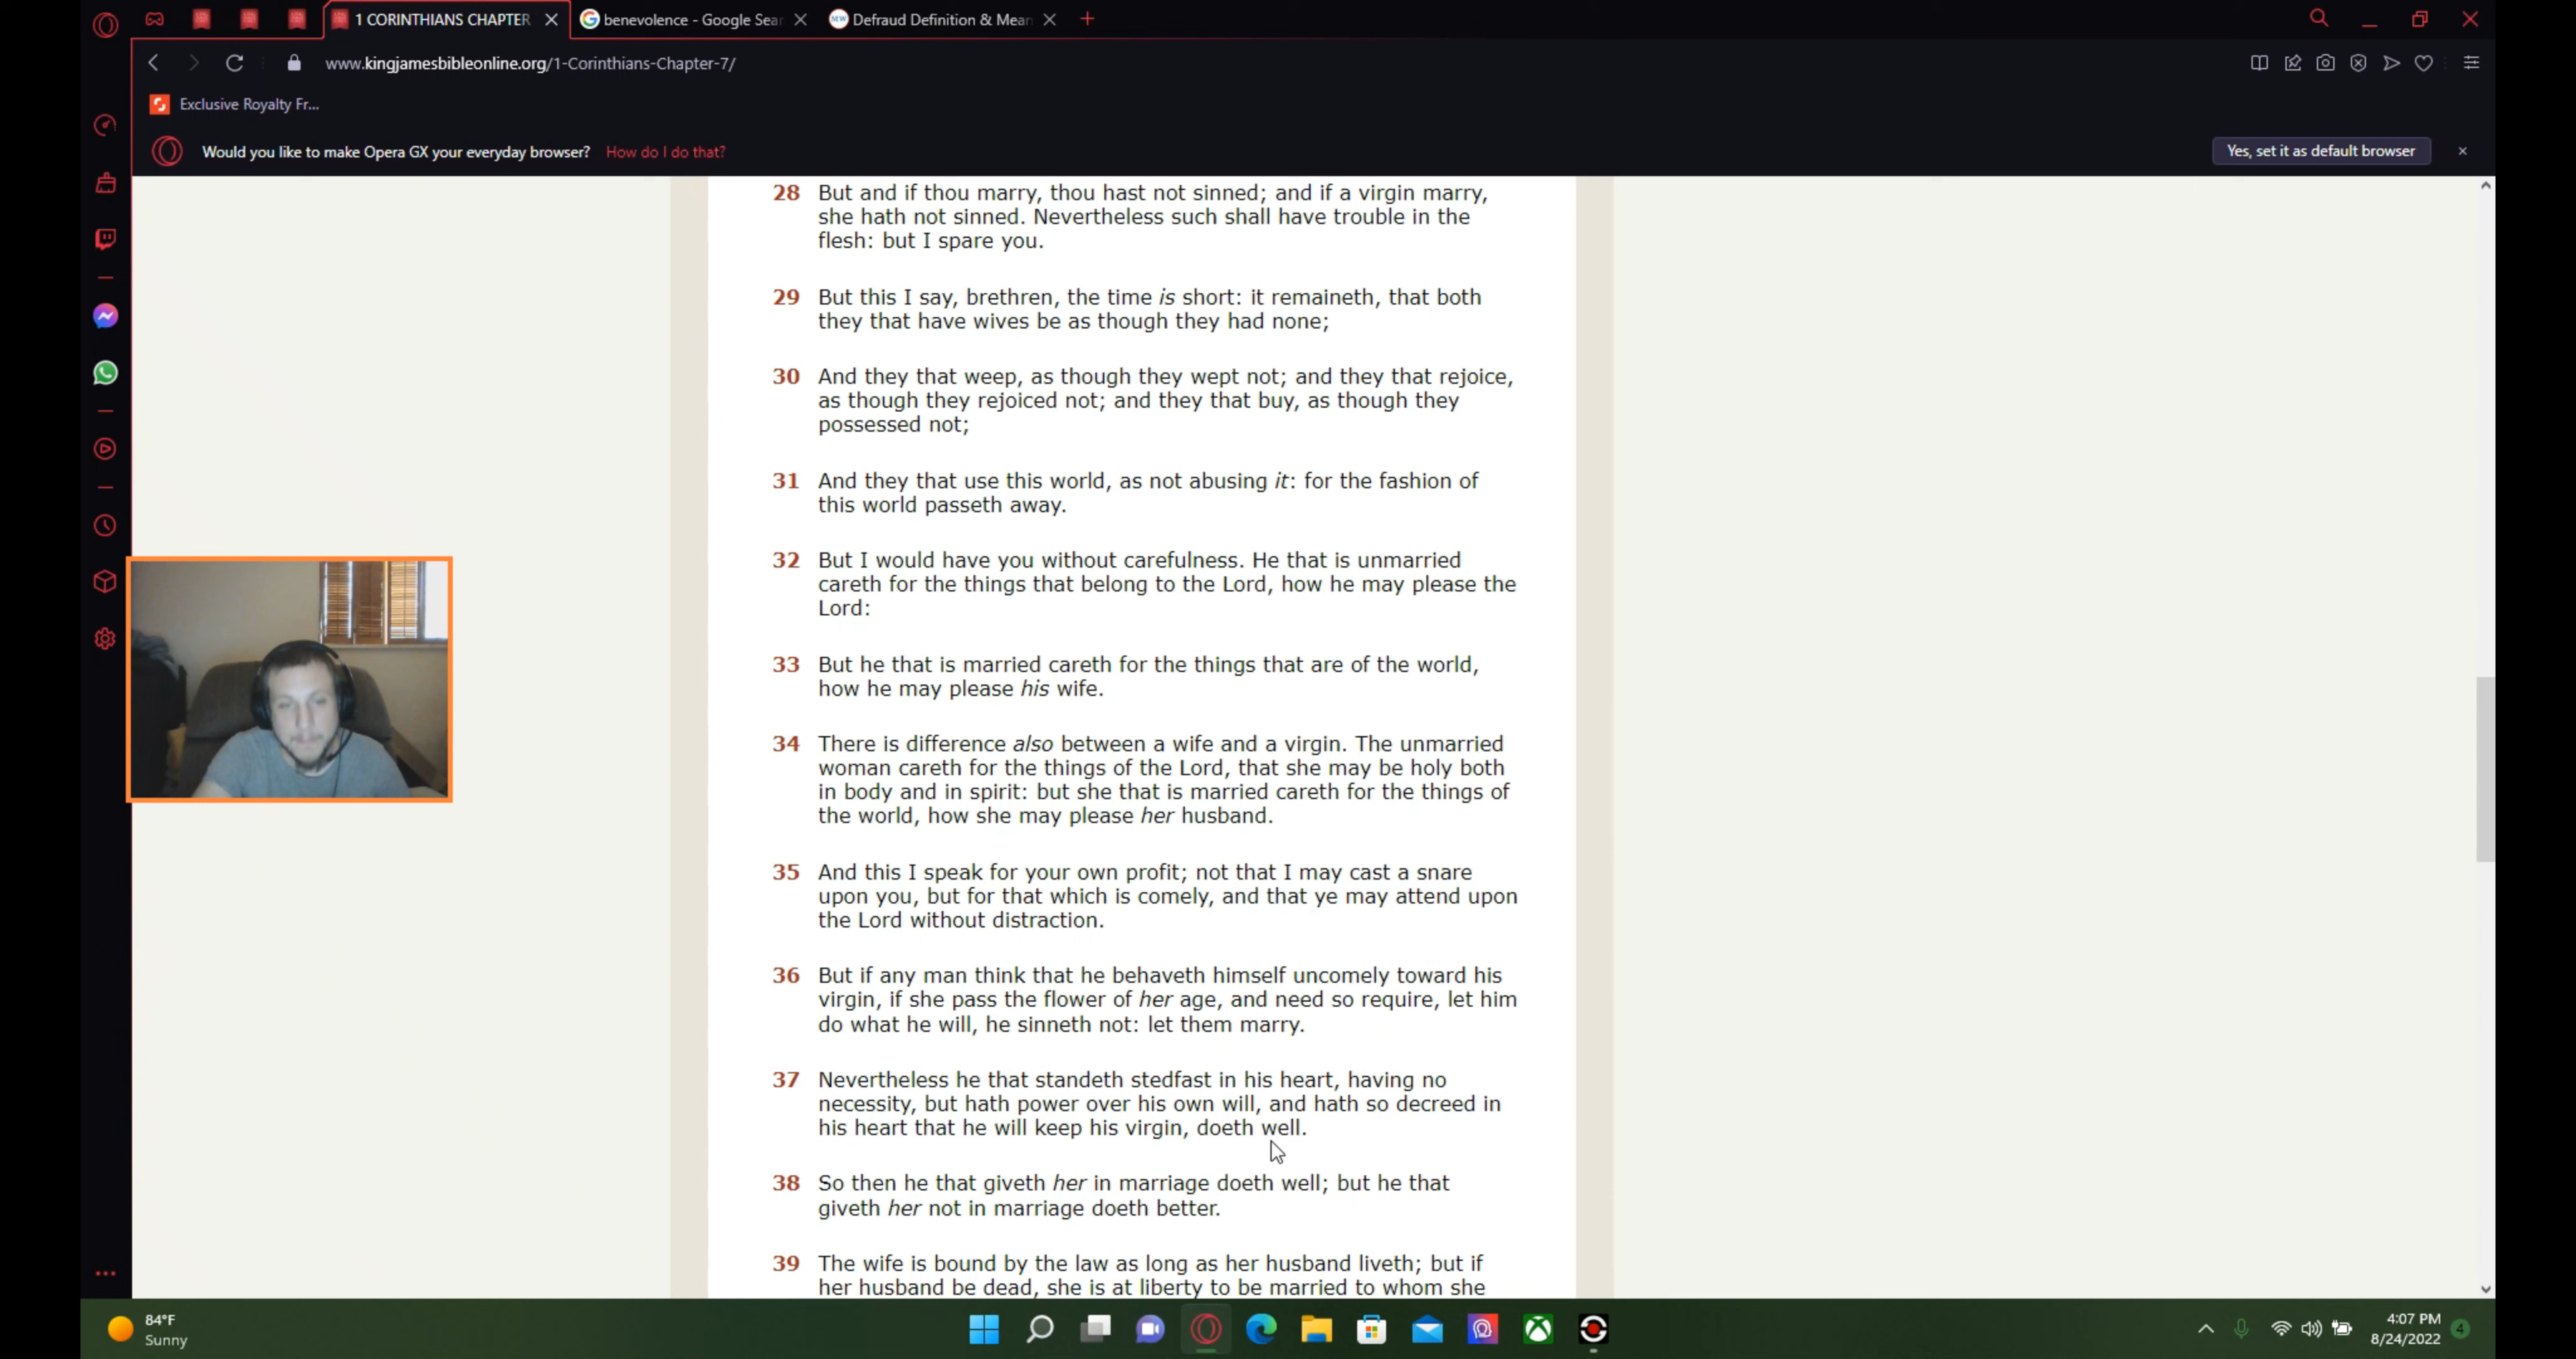 1 CORINTHIANS CHAPTER
benevolence - Google Sear
Defraud Definition & Mean
www.kingjamesbibleonline.org/1-Corinthians-Chapter-7/
Exclusive Royalty Fr...
Would you like to make Opera GX your everyday browser? How do I do that?
Yes, set it as default browser
28 But and if thou marry, thou hast not sinned; and if a virgin marry,
she hath not sinned. Nevertheless such shall have trouble in the
flesh: but I spare you.
29 But this I say, brethren, the time is short: it remaineth, that both
they that have wives be as though they had none;
30 And they that weep, as though they wept not; and they that rejoice,
as though they rejoiced not; and they that buy, as though they
possessed not;
31 And they that use this world, as not abusing it: for the fashion of
this world passeth away.
32 But I would have you without carefulness. He that is unmarried
careth for the things that belong to the Lord, how he may please the
Lord:
33 But he that is married careth for the things that are of the world,
how he may please his wife.
34 There is difference also between a wife and a virgin. The unmarried
woman careth for the things of the Lord, that she may be holy both
in body and in spirit: but she that is married careth for the things of
the world, how she may please her husband.
35 And this I speak for your own profit; not that I may cast a snare
upon you, but for that which is comely, and that ye may attend upon
the Lord without distraction.
36 But if any man think that he behaveth himself uncomely toward his
virgin, if she pass the flower of her age, and need so require, let him
do what he will, he sinneth not: let them marry.
37 Nevertheless he that standeth stedfast in his heart, having no
necessity, but hath power over his own will, and hath so decreed in
his heart that he will keep his virgin, doeth well.
38 So then he that giveth her in marriage doeth well; but he that
giveth her not in marriage doeth better.
39 The wife is bound by the law as long as her husband liveth; but if
her husband be dead, she is at liberty to be married to whom she
84°F
Sunny
4:07 PM
8/24/2022
4